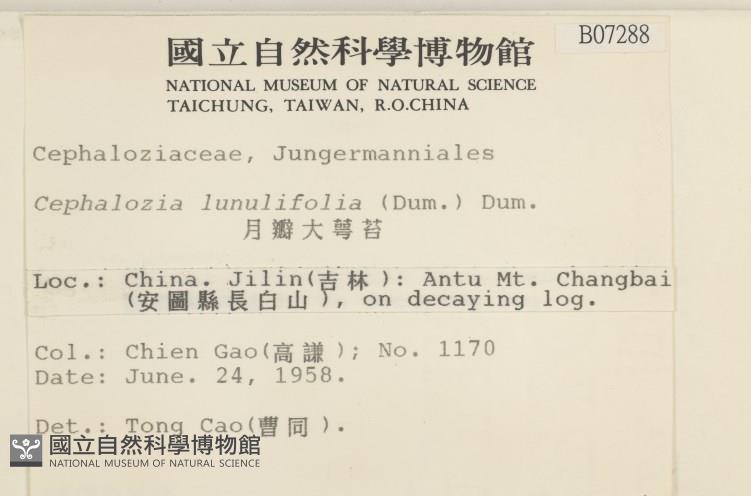 國立自然科學博物館
B07288
NATIONAL MUSEUM OF NATURAL SCIENCE
TAICHUNG, TAIWAN, R.O.CHINA
Cephaloziaceae, Jungermanniales
Cephalozia lunulifolia (Dum.) Dum.
月瓣大萼苔
Loc.: China. Jilin(吉林): Antu Mt. Changbai
(安圖縣長白山), on decaying log.
Col.: Chien Gao(高謙); No. 1170
Date: June. 24, 1958.
Det.: Tong Cao(曹同).
國立自然科學博物館
NATIONAL MUSEUM OF NATURAL SCIENCE